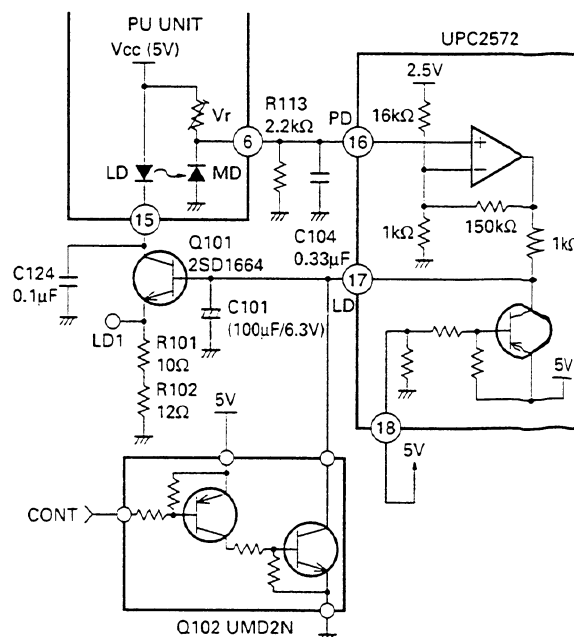 PU UNIT
Vcc (5V)
Vr
LD
MD
6
15
R113
2.2kΩ
C104
0.33μF
UPC2572
2.5V
16kΩ
PD
16
+
−
1kΩ
150kΩ
1kΩ
17
LD
5V
18
5V
Q101
2SD1664
C124
0.1μF
C101
(100μF/6.3V)
LD1
R101
10Ω
R102
12Ω
5V
CONT
Q102 UMD2N